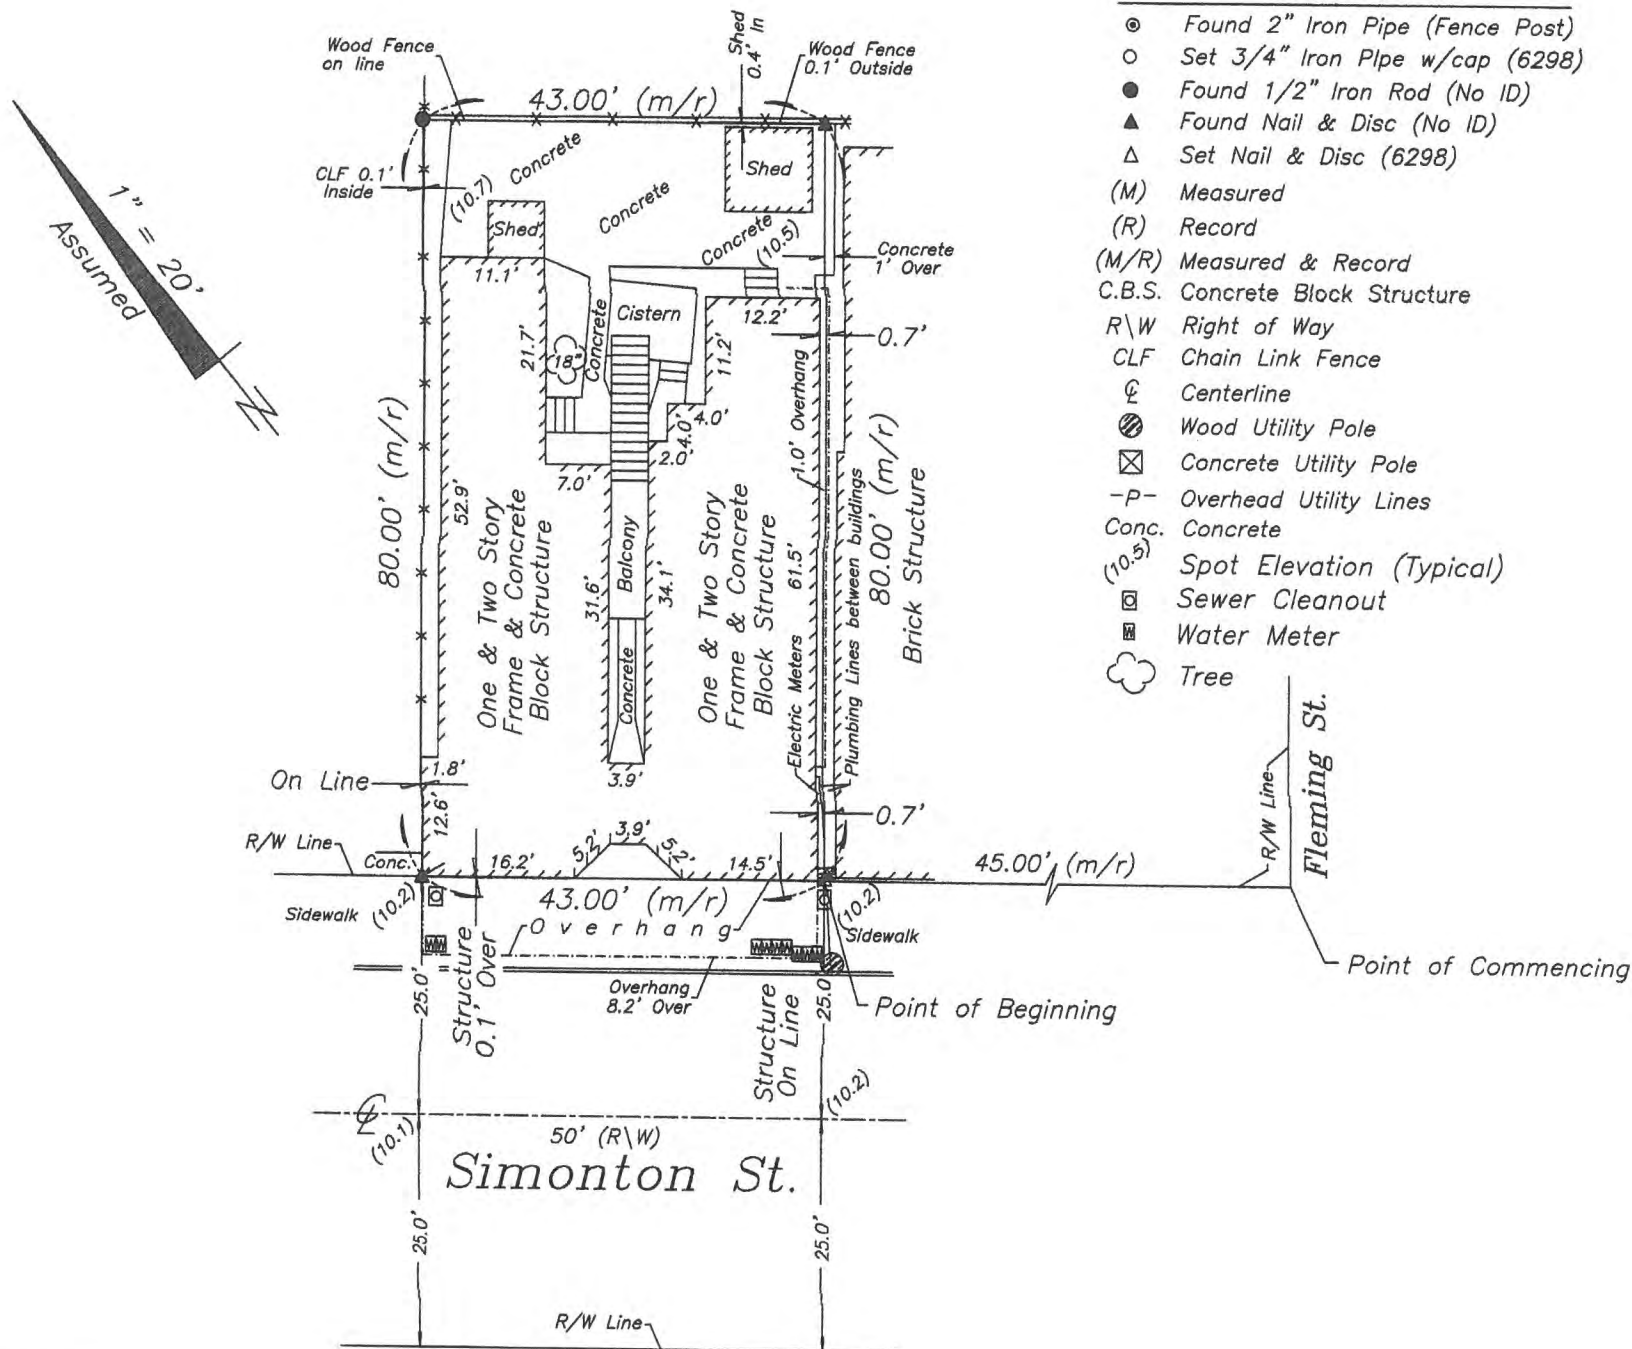 Found 2" Iron Pipe (Fence Post)
Set 3/4" Iron PIpe w/cap (6298)
Found 1/2" Iron Rod (No ID)
Found Nail & Disc (No ID)
Set Nail & Disc (6298)
(M) Measured
(R) Record
(M/R) Measured & Record
C.B.S. Concrete Block Structure
R\W Right of Way
CLF Chain Link Fence
℄ Centerline
Wood Utility Pole
Concrete Utility Pole
-P- Overhead Utility Lines
Conc. Concrete
(10.5) Spot Elevation (Typical)
Sewer Cleanout
Water Meter
Tree
1" = 20'
Assumed
N
Wood Fence
on line
43.00' (m/r)
Shed
0.4' In
Wood Fence
0.1' Outside
CLF 0.1'
Inside
(10.7)
Concrete
Concrete
Concrete
(10.5)
Shed
Shed
Concrete
1' Over
11.1'
21.7'
18"
Concrete
Cistern
12.2'
11.2'
0.7'
4.0'
4.0'
2.0'
7.0'
1.0' Overhang
80.00' (m/r)
52.9'
One & Two Story
Frame & Concrete
Block Structure
31.6'
Balcony
34.1'
Concrete
3.9'
One & Two Story
Frame & Concrete
Block Structure
61.5'
Electric Meters
Plumbing Lines between buildings
80.00' (m/r)
Brick Structure
On Line
1.8'
12.6'
0.7'
R/W Line
Conc.
16.2'
5.2'
3.9'
5.2'
14.5'
45.00' (m/r)
R/W Line
Fleming St.
Sidewalk
(10.2)
43.00' (m/r)
Overhang
(10.2)
Sidewalk
Point of Commencing
Point of Beginning
Structure
0.1' Over
Overhang
8.2' Over
Structure
On Line
25.0'
25.0'
℄
(10.1)
(10.2)
50' (R\W)
Simonton St.
25.0'
25.0'
R/W Line